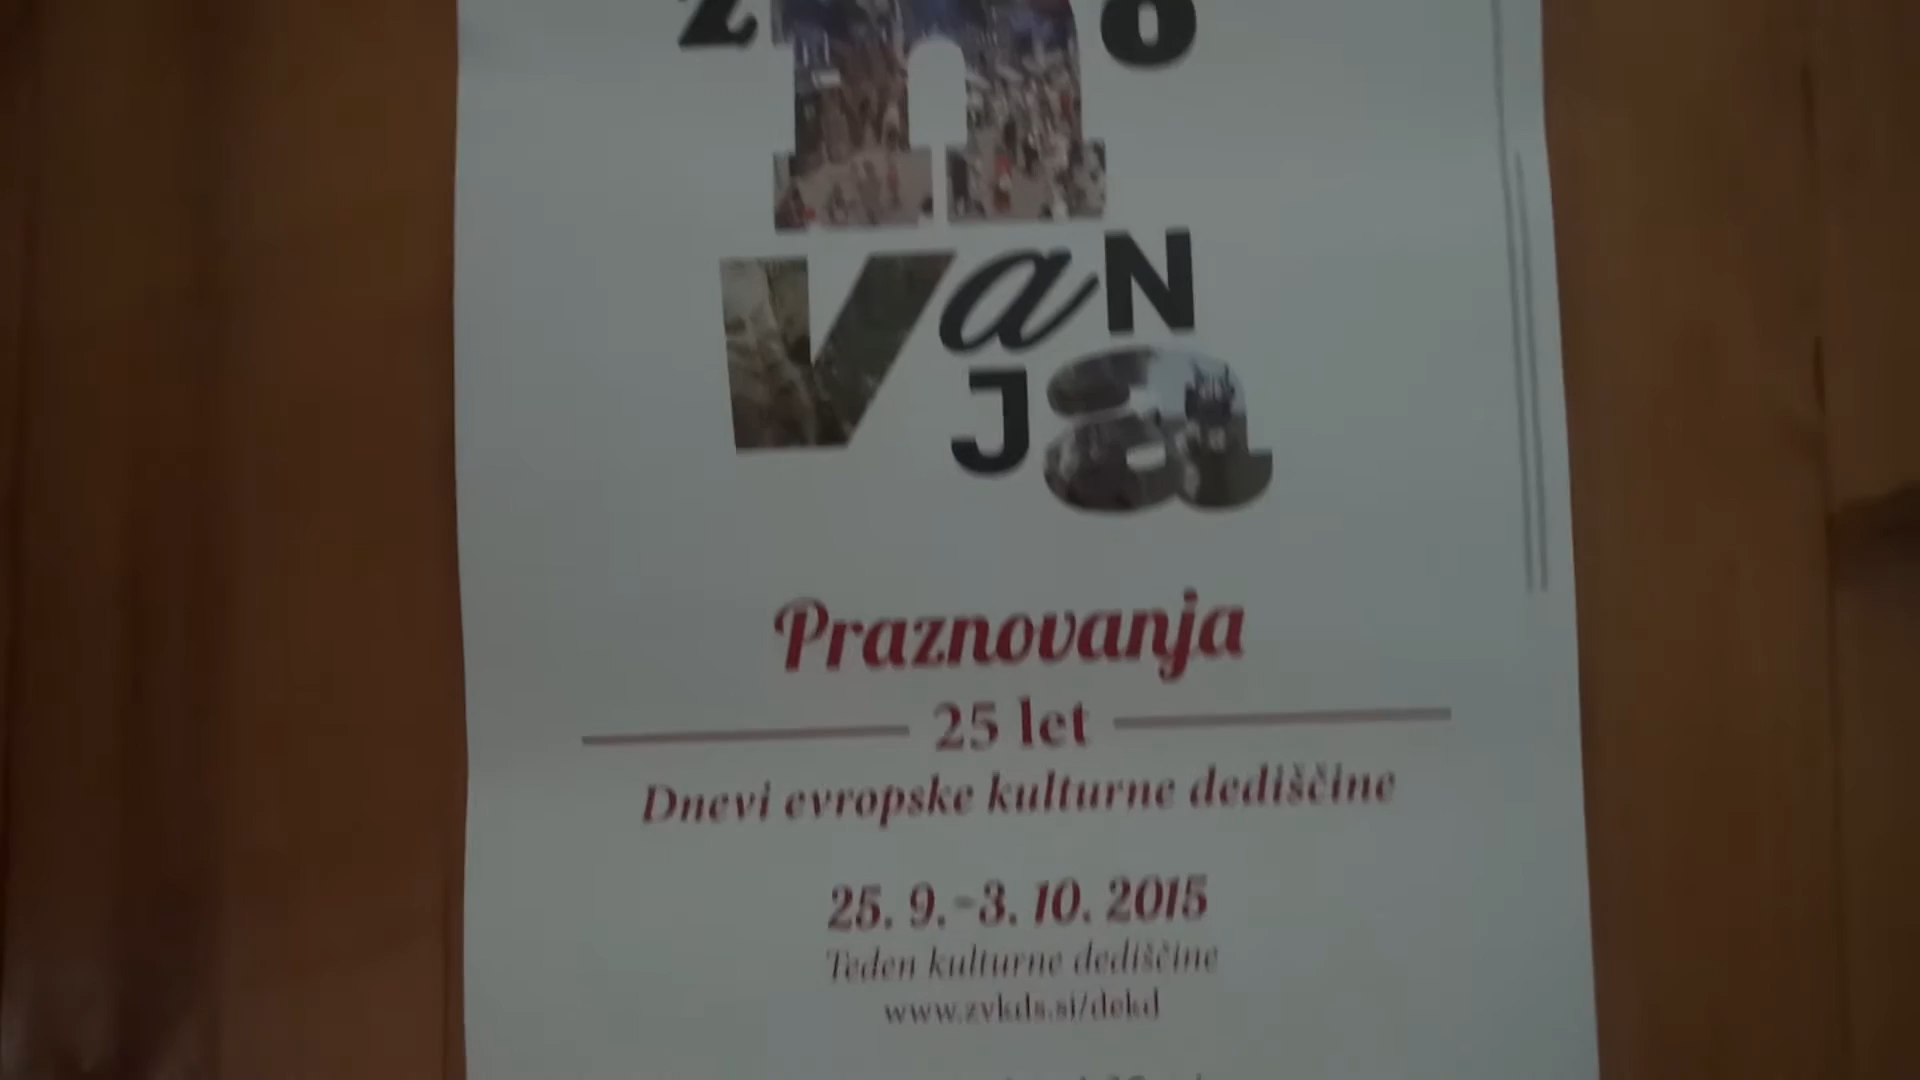 z n o
v a N
J a
Praznovanja
25 let
Dnevi evropske kulturne dediščine
25. 9.–3. 10. 2015
Teden kulturne dediščine
www.zvkds.si/dekd